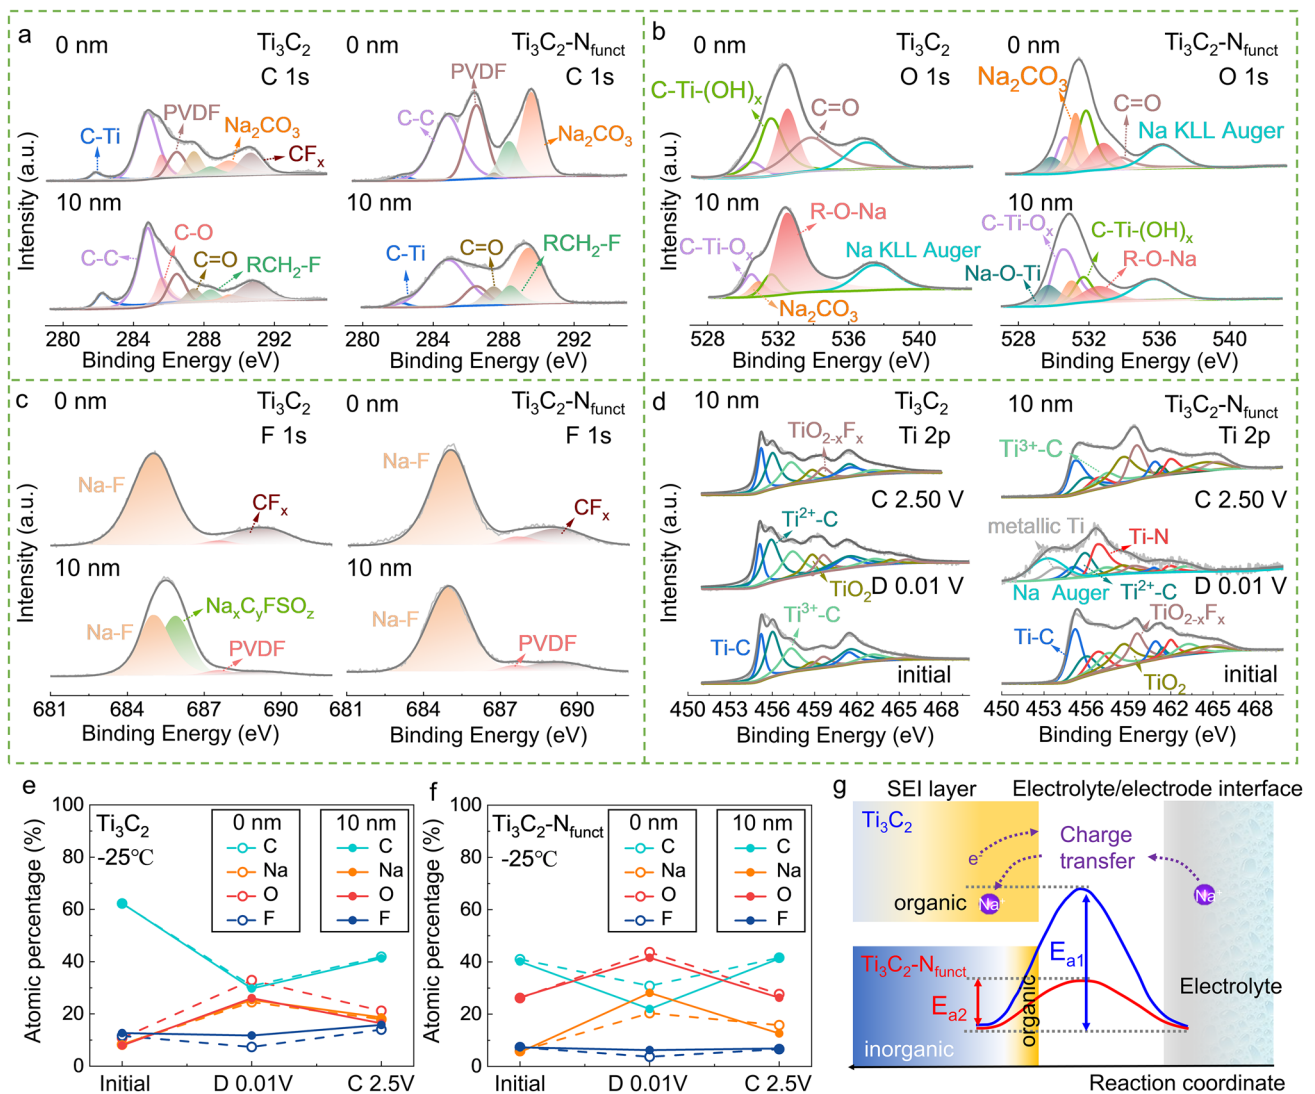 a
0 nm
Ti3C2
C 1s
C-Ti
PVDF
Na2CO3
CFx
0 nm
Ti3C2-Nfunct
C 1s
PVDF
C-C
Na2CO3
10 nm
C-C
C-O
C=O
RCH2-F
10 nm
C-Ti
C=O
RCH2-F
Intensity (a.u.)
280 284 288 292
280 284 288 292
Binding Energy (eV)
Binding Energy (eV)
b
0 nm
Ti3C2
O 1s
C-Ti-(OH)x
C=O
0 nm
Ti3C2-Nfunct
O 1s
Na2CO3
C=O
Na KLL Auger
10 nm
R-O-Na
C-Ti-Ox
Na KLL Auger
Na2CO3
10 nm
C-Ti-Ox
C-Ti-(OH)x
Na-O-Ti
R-O-Na
Intensity (a.u.)
528 532 536 540
528 532 536 540
Binding Energy (eV)
Binding Energy (eV)
c
0 nm
Ti3C2
F 1s
Na-F
CFx
0 nm
Ti3C2-Nfunct
F 1s
Na-F
CFx
10 nm
NaxCyFSOz
Na-F
PVDF
10 nm
Na-F
PVDF
Intensity (a.u.)
681 684 687 690
681 684 687 690
Binding Energy (eV)
Binding Energy (eV)
d
10 nm
Ti3C2
Ti 2p
TiO2-xFx
C 2.50 V
Ti2+-C
TiO2
D 0.01 V
Ti3+-C
Ti-C
initial
10 nm
Ti3C2-Nfunct
Ti 2p
Ti3+-C
C 2.50 V
metallic Ti
Ti-N
D 0.01 V
Na Auger
Ti2+-C
TiO2-xFx
Ti-C
TiO2
initial
Intensity (a.u.)
450 453 456 459 462 465 468
450 453 456 459 462 465 468
Binding Energy (eV)
Binding Energy (eV)
e
Ti3C2
-25℃
0 nm
C
Na
O
F
10 nm
C
Na
O
F
Atomic percentage (%)
100
80
60
40
20
0
Initial D 0.01V C 2.5V
f
Ti3C2-Nfunct
-25℃
0 nm
C
Na
O
F
10 nm
C
Na
O
F
Atomic percentage (%)
100
80
60
40
20
0
Initial D 0.01V C 2.5V
g
SEI layer
Electrolyte/electrode interface
Ti3C2
e-
Charge
transfer
organic
Na+
Na+
Ti3C2-Nfunct
Ea1
Ea2
organic
inorganic
Electrolyte
Reaction coordinate